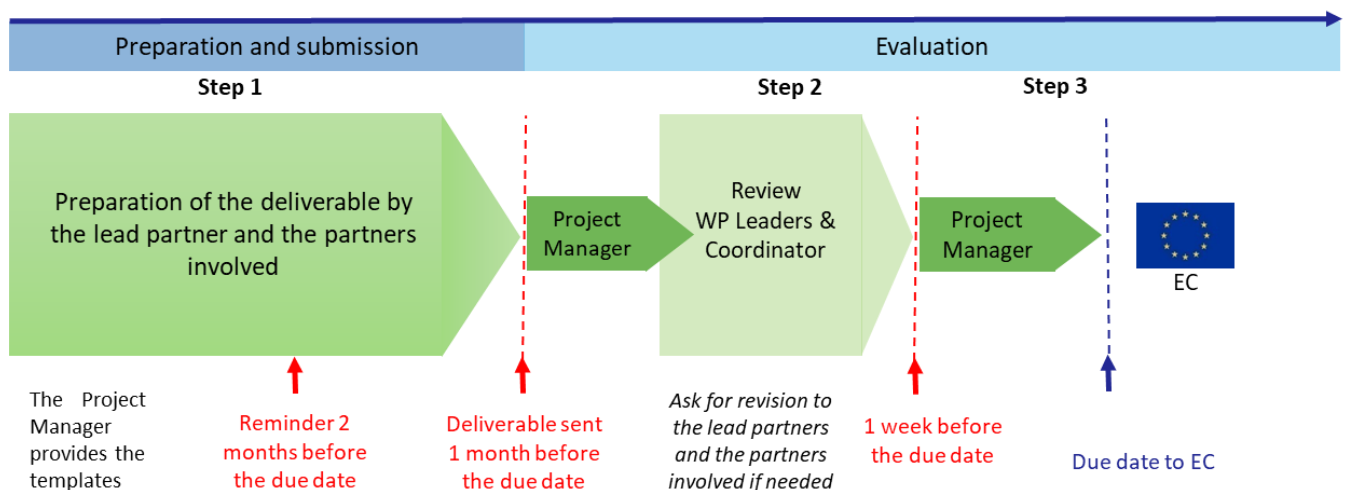 Preparation and submission
Evaluation
Step 1
Step 2
Step 3
Preparation of the deliverable by
the lead partner and the partners
involved
Project
Manager
Review
WP Leaders &
Coordinator
Project
Manager
EC
The Project
Manager
provides the
templates
Reminder 2
months before
the due date
Deliverable sent
1 month before
the due date
Ask for revision to
the lead partners
and the partners
involved if needed
1 week before
the due date
Due date to EC